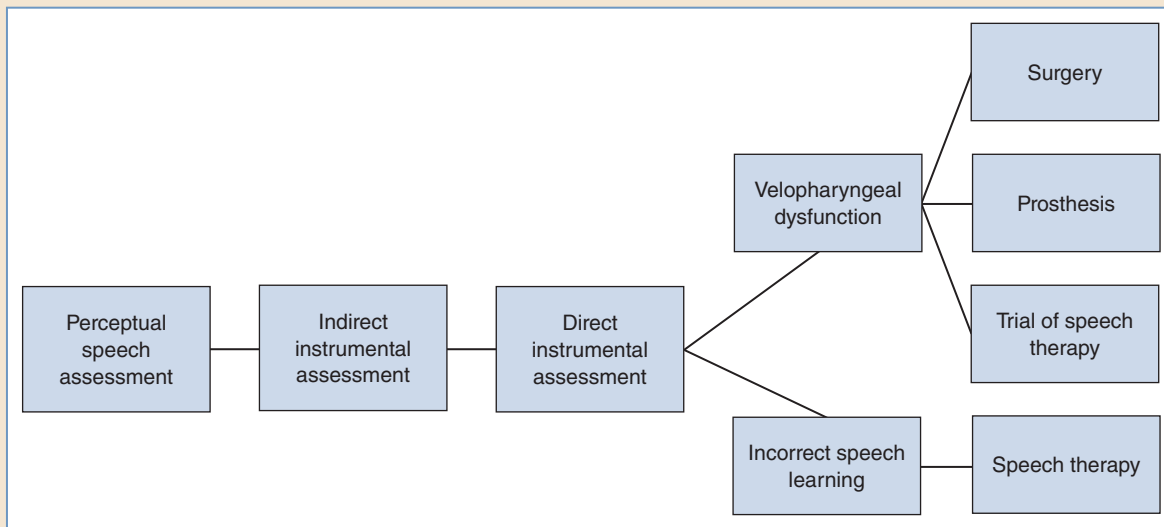 Perceptual
speech
assessment
Indirect
instrumental
assessment
Direct
instrumental
assessment
Velopharyngeal
dysfunction
Incorrect speech
learning
Surgery
Prosthesis
Trial of speech
therapy
Speech therapy